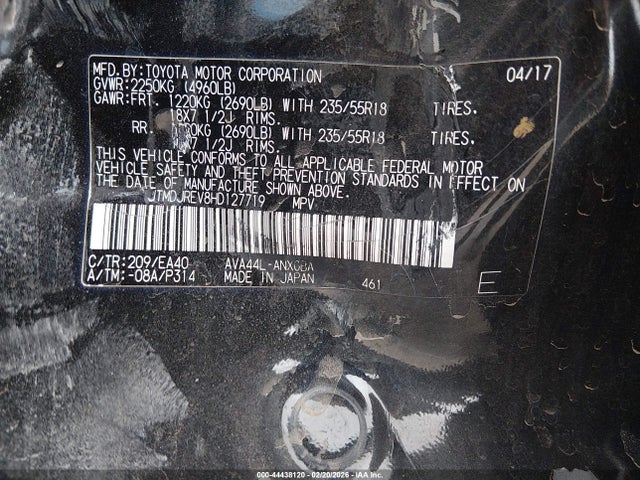 MFD. BY: TOYOTA MOTOR CORPORATION 04/17
GVWR: 2250KG (4960LB)
GAWR: FRT. 1220KG (2690LB) WITH 235/55R18 TIRES.
18X7 1/2J RIMS.
RR. (2690LB) WITH 235/55R18 TIRES.
1/2J RIMS.
THIS VEHICLE CONFORMS TO ALL APPLICABLE FEDERAL MOTOR
VEHICLE SAFETY AND THEFT PREVENTION STANDARDS IN EFFECT ON
THE DATE OF MANUFACTURE SHOWN ABOVE.
JTMDJREV8HD127719 MPV
C/TR: 209/EA40 AVA44L-ANXGBA
A/TM: -08A/P314 MADE IN JAPAN 461 E
000-44438120 - 02/20/2026 - IAA VEHICLE